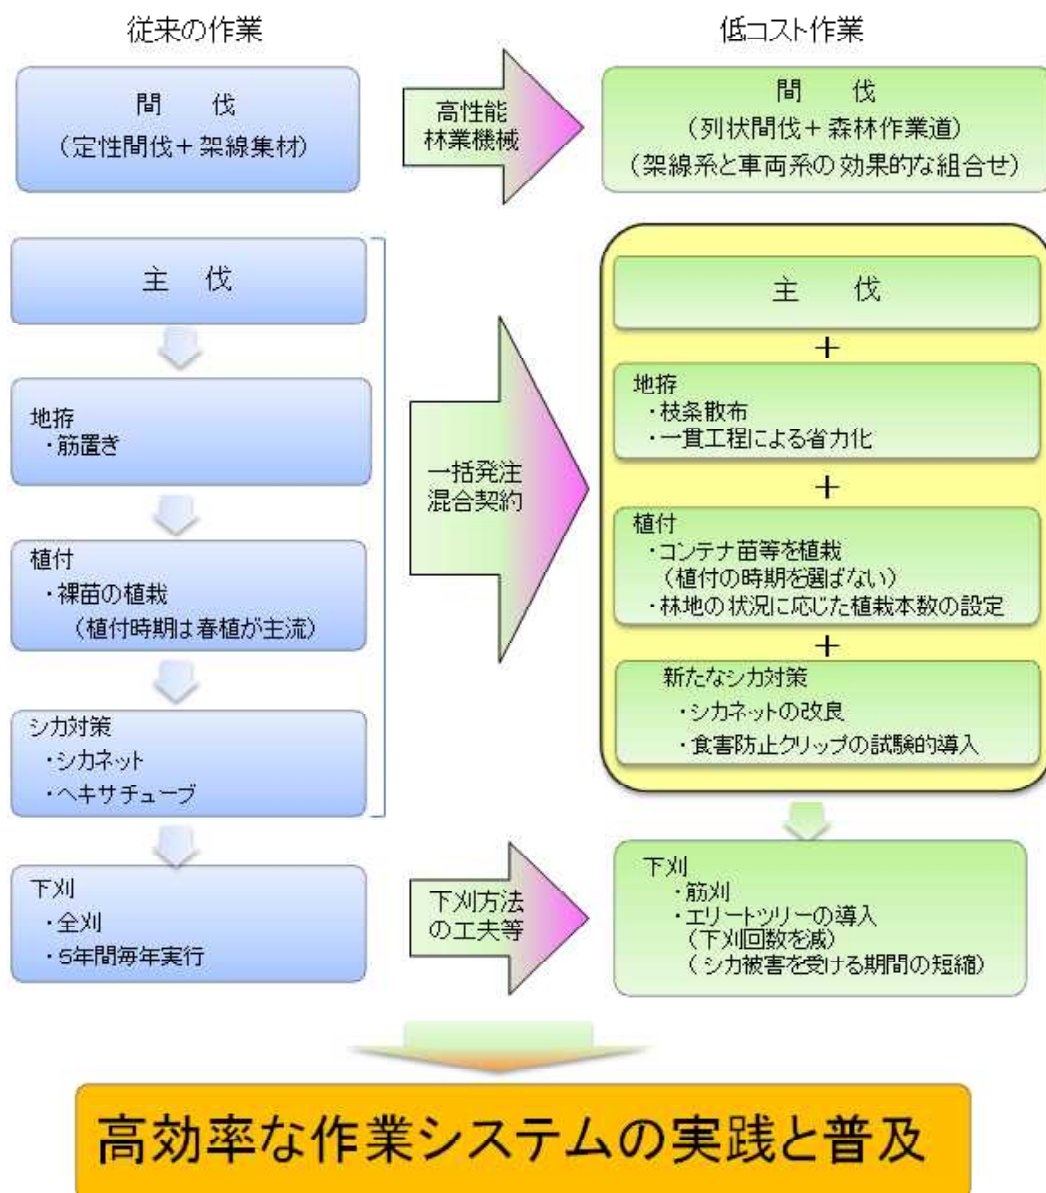 従来の作業
低コスト作業
間 伐
(定性間伐+架線集材)
高性能
林業機械
間 伐
(列状間伐+森林作業道)
(架線系と車両系の効果的な組合せ)
主 伐
地拵
・筋置き
植付
・裸苗の植栽
(植付時期は春植が主流)
シカ対策
・シカネット
・ヘキサチューブ
一括発注
混合契約
主 伐
+
地拵
・枝条散布
・一貫工程による省力化
+
植付
・コンテナ苗等を植栽
(植付の時期を選ばない)
・林地の状況に応じた植栽本数の設定
+
新たなシカ対策
・シカネットの改良
・食害防止クリップの試験的導入
下刈
・全刈
・5年間毎年実行
下刈方法
の工夫等
下刈
・筋刈
・エリートツリーの導入
(下刈回数を減)
(シカ被害を受ける期間の短縮)
高効率な作業システムの実践と普及